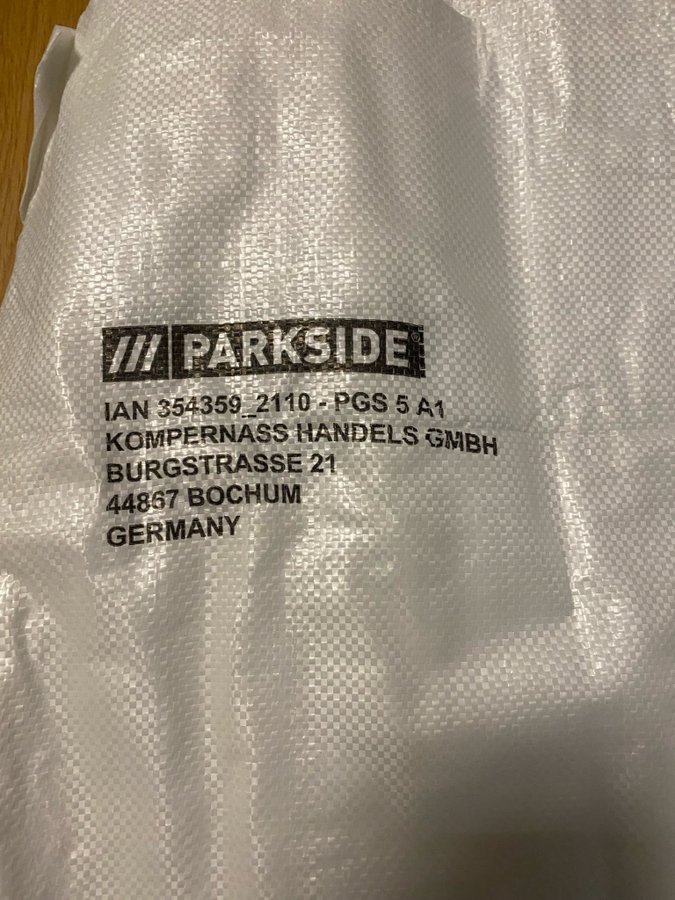 PARKSIDE®
IAN 354359_2110 - PGS 5 A1
KOMPERNASS HANDELS GMBH
BURGSTRASSE 21
44867 BOCHUM
GERMANY